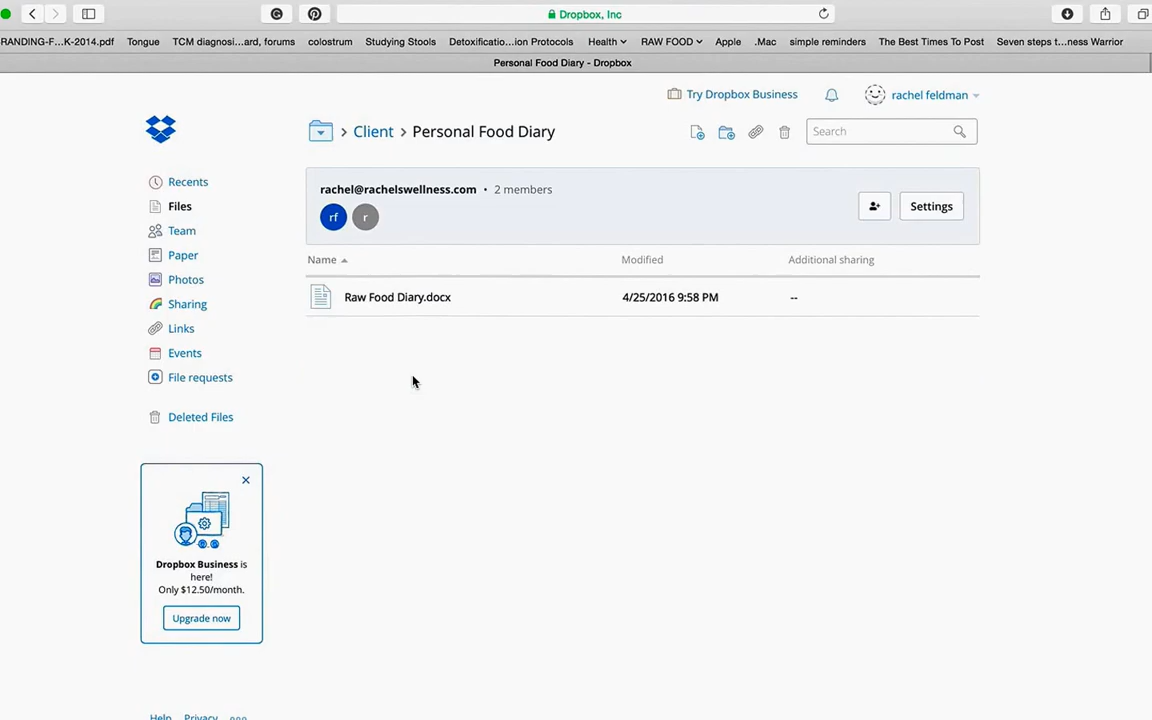 Dropbox, Inc
RANDING-F...K-2014.pdf Tongue TCM diagnosi...ard, forums colostrum Studying Stools Detoxificatio...ion Protocols Health RAW FOOD Apple .Mac simple reminders The Best Times To Post Seven steps t...ness Warrior
Personal Food Diary - Dropbox
Try Dropbox Business rachel feldman
Client > Personal Food Diary Search
Recents
Files
Team
Paper
Photos
Sharing
Links
Events
File requests
Deleted Files
rachel@rachelswellness.com • 2 members
rf r Settings
Name Modified Additional sharing
Raw Food Diary.docx 4/25/2016 9:58 PM --
Dropbox Business is
here!
Only $12.50/month.
Upgrade now
Help Privacy